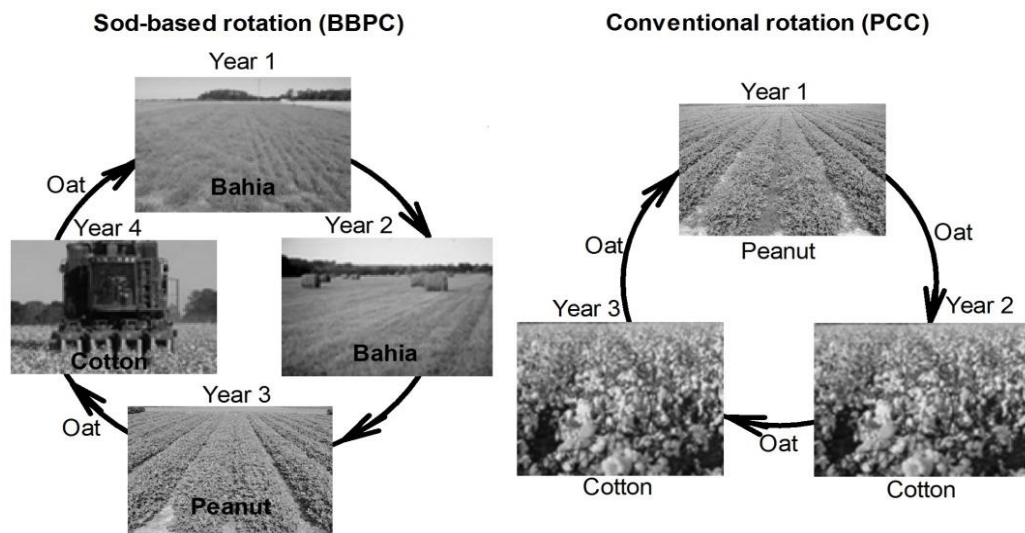 Sod-based rotation (BBPC)
Year 1
Bahia
Oat
Year 2
Bahia
Year 4
Cotton
Oat
Year 3
Peanut
Conventional rotation (PCC)
Year 1
Peanut
Oat
Oat
Year 2
Cotton
Year 3
Oat
Cotton